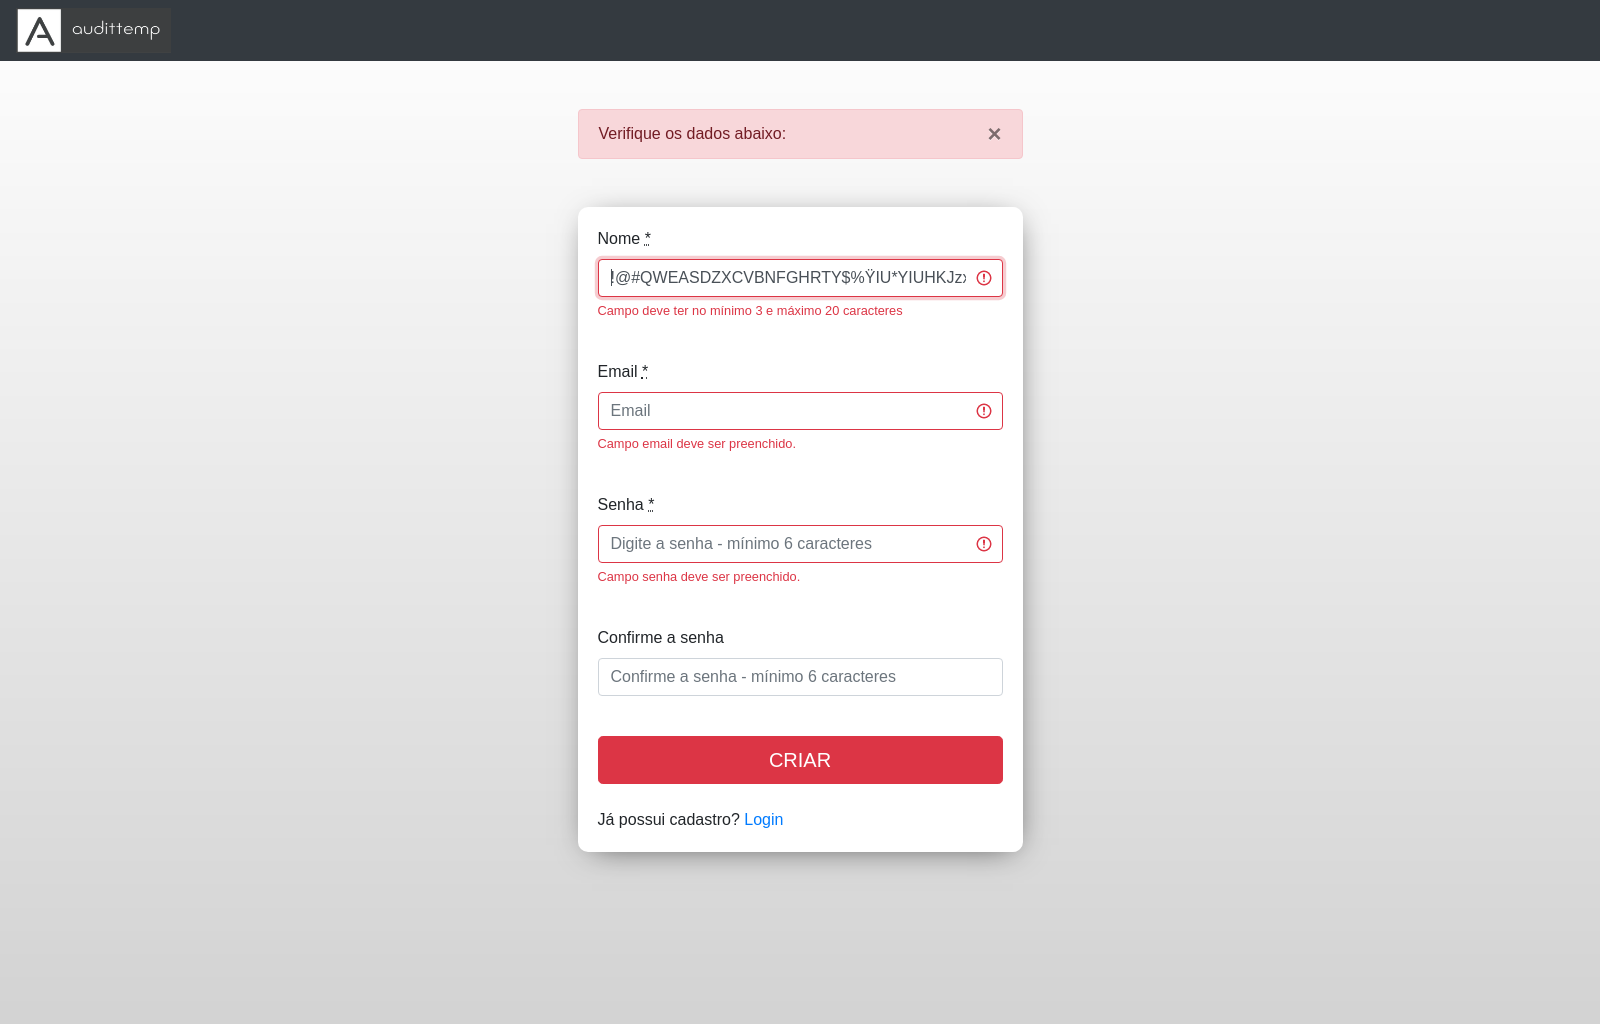 A audittemp
Verifique os dados abaixo: ×
Nome *
!@#QWEASDZXCVBNFGHRTY$%ŸIU*YIUHKJz
Campo deve ter no mínimo 3 e máximo 20 caracteres
Email *
Email
Campo email deve ser preenchido.
Senha *
Digite a senha - mínimo 6 caracteres
Campo senha deve ser preenchido.
Confirme a senha
Confirme a senha - mínimo 6 caracteres
CRIAR
Já possui cadastro? Login